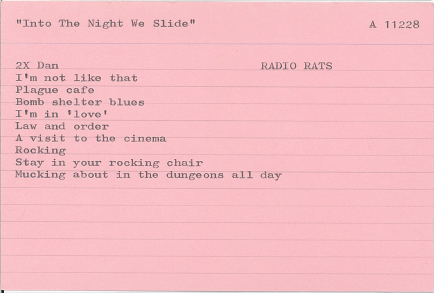 "Into The Night We Slide" A 11228
2X Dan RADIO RATS
I'm not like that
Plague cafe
Bomb shelter blues
I'm in 'love'
Law and order
A visit to the cinema
Rocking
Stay in your rocking chair
Mucking about in the dungeons all day